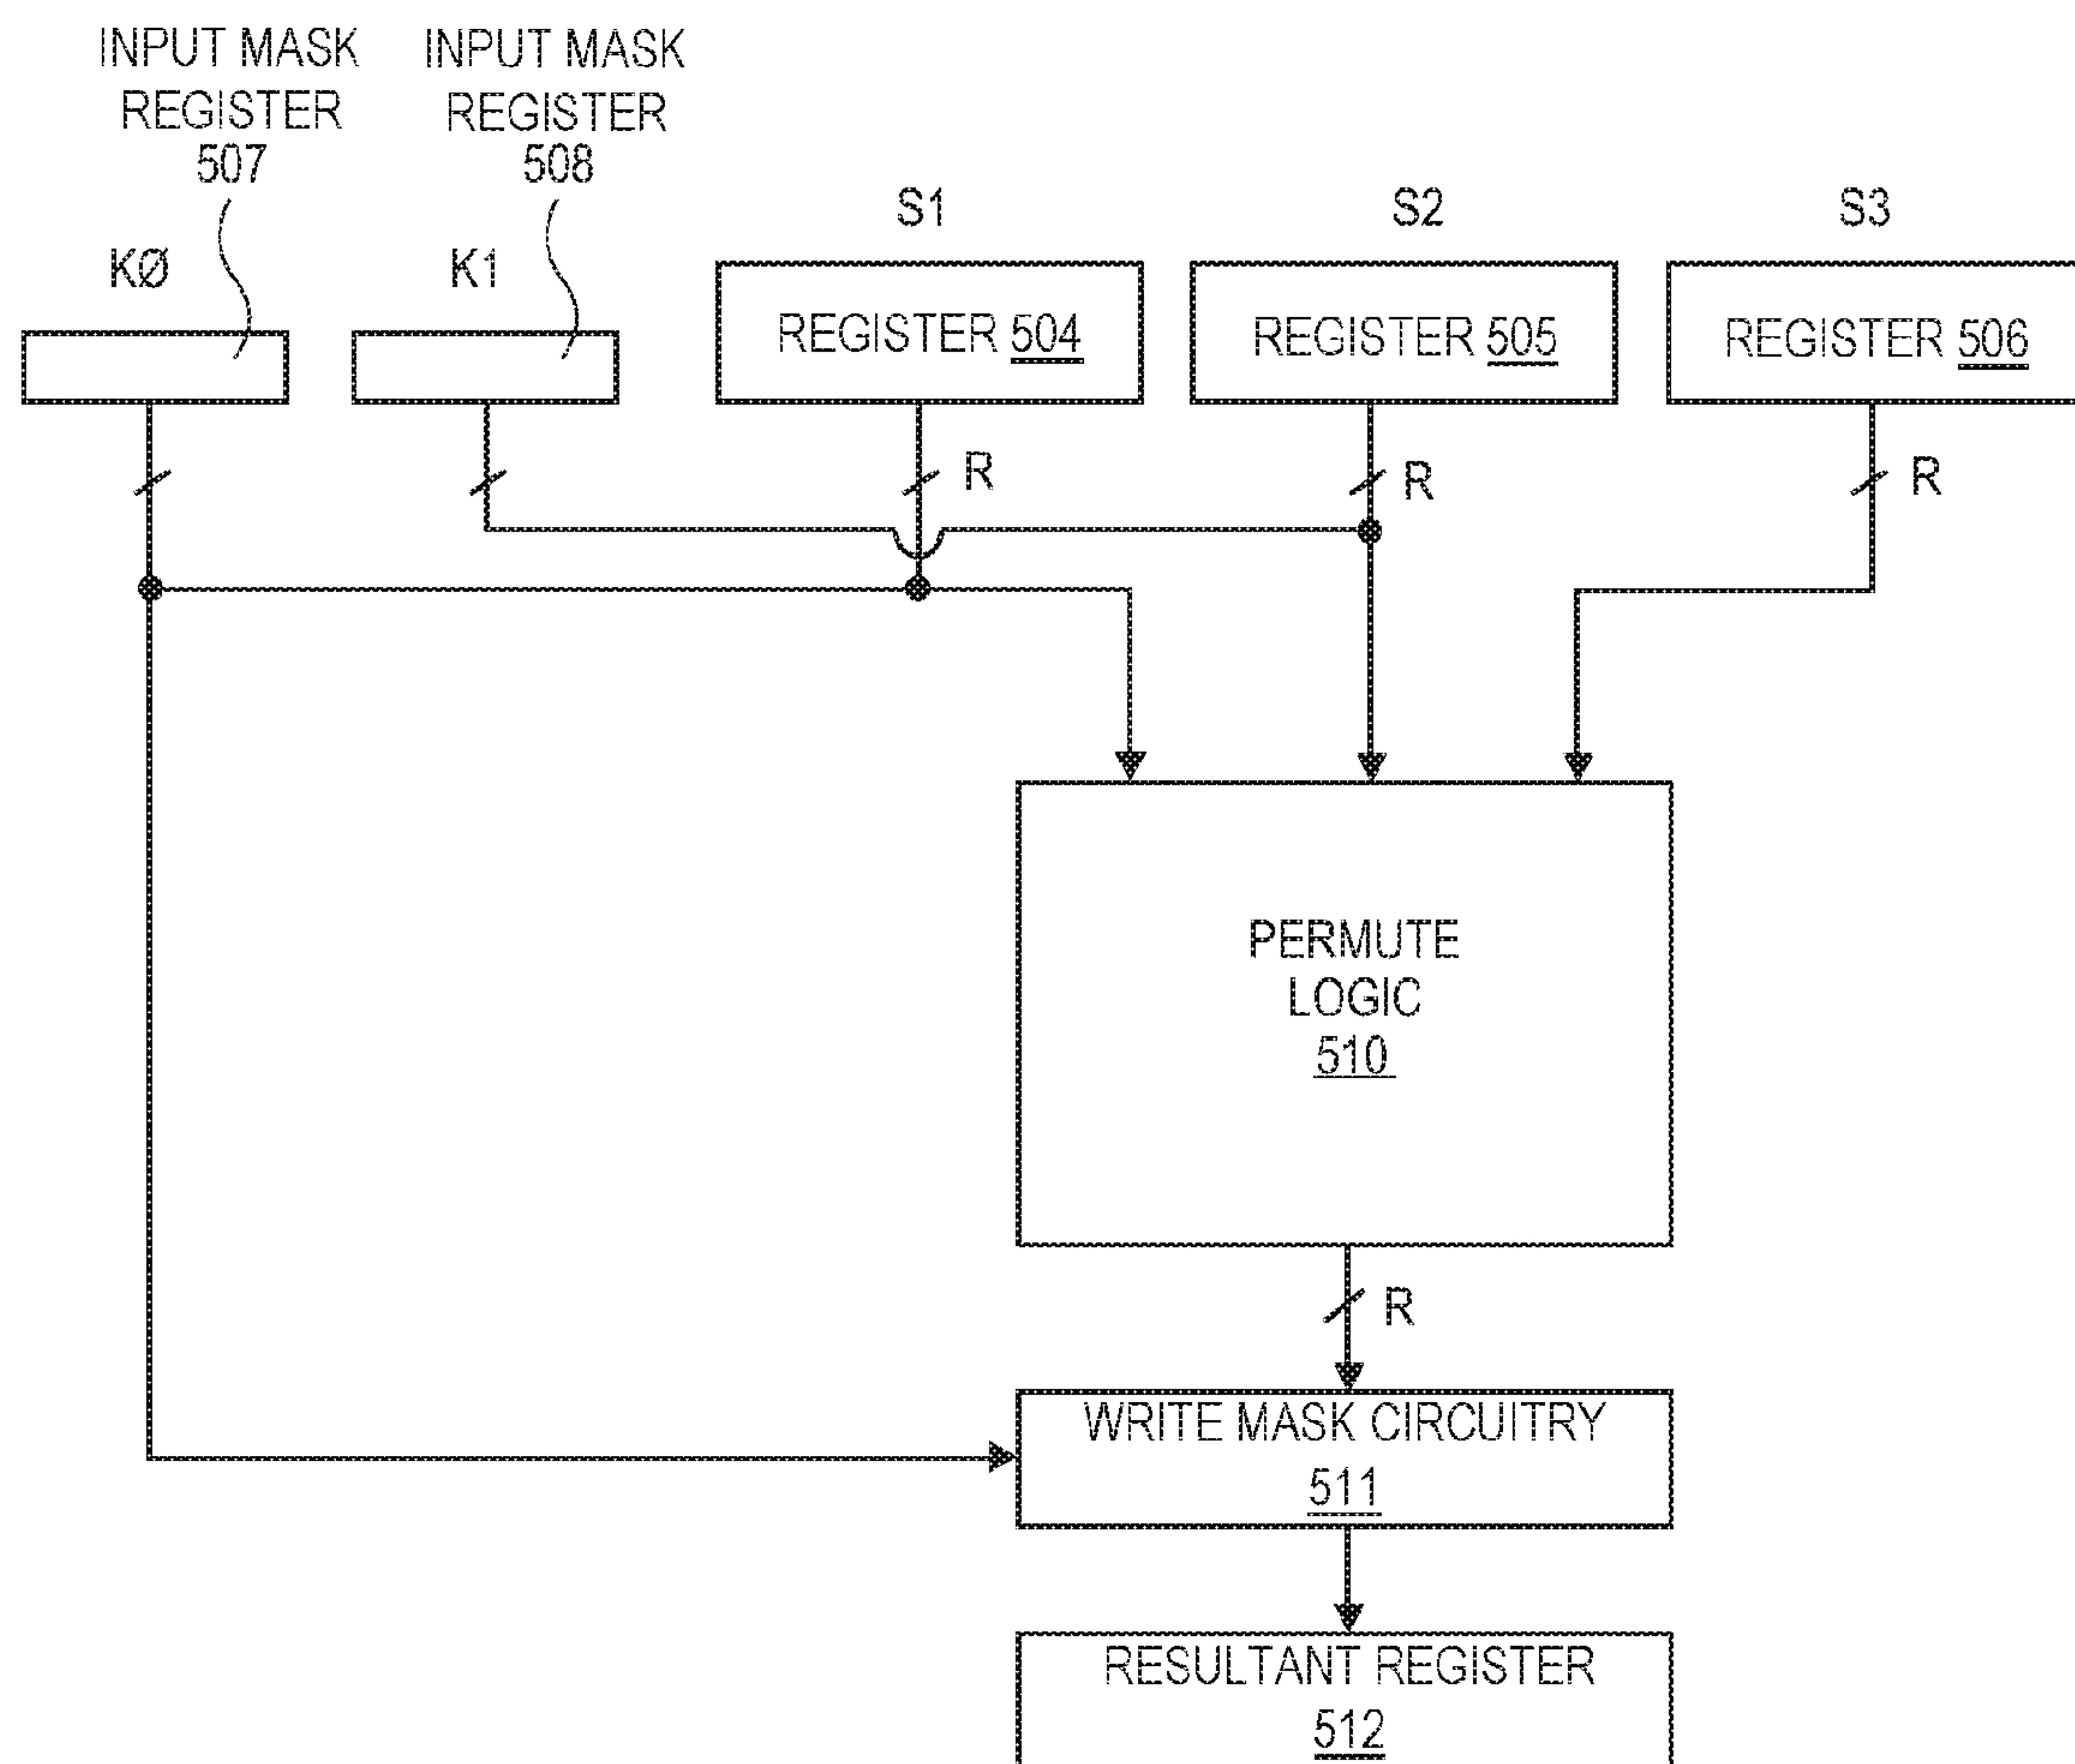 INPUT MASK
REGISTER
507
INPUT MASK
REGISTER
508
KØ
K1
S1
S2
S3
REGISTER 504
REGISTER 505
REGISTER 506
R
R
R
PERMUTE
LOGIC
510
R
WRITE MASK CIRCUITRY
511
RESULTANT REGISTER
512